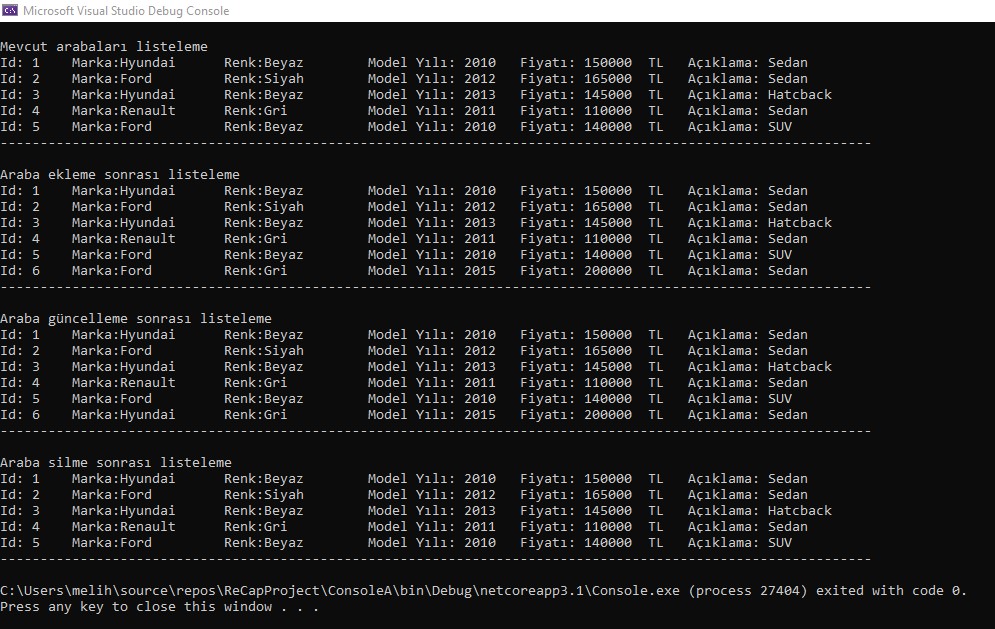 Microsoft Visual Studio Debug Console
Mevcut arabaları listeleme
Id: 1    Marka:Hyundai      Renk:Beyaz        Model Yılı: 2010   Fiyatı: 150000  TL   Açıklama: Sedan
Id: 2    Marka:Ford         Renk:Siyah        Model Yılı: 2012   Fiyatı: 165000  TL   Açıklama: Sedan
Id: 3    Marka:Hyundai      Renk:Beyaz        Model Yılı: 2013   Fiyatı: 145000  TL   Açıklama: Hatcback
Id: 4    Marka:Renault      Renk:Gri          Model Yılı: 2011   Fiyatı: 110000  TL   Açıklama: Sedan
Id: 5    Marka:Ford         Renk:Beyaz        Model Yılı: 2010   Fiyatı: 140000  TL   Açıklama: SUV
-------------------------------------------------------------------------------------------------------------
Araba ekleme sonrası listeleme
Id: 1    Marka:Hyundai      Renk:Beyaz        Model Yılı: 2010   Fiyatı: 150000  TL   Açıklama: Sedan
Id: 2    Marka:Ford         Renk:Siyah        Model Yılı: 2012   Fiyatı: 165000  TL   Açıklama: Sedan
Id: 3    Marka:Hyundai      Renk:Beyaz        Model Yılı: 2013   Fiyatı: 145000  TL   Açıklama: Hatcback
Id: 4    Marka:Renault      Renk:Gri          Model Yılı: 2011   Fiyatı: 110000  TL   Açıklama: Sedan
Id: 5    Marka:Ford         Renk:Beyaz        Model Yılı: 2010   Fiyatı: 140000  TL   Açıklama: SUV
Id: 6    Marka:Ford         Renk:Gri          Model Yılı: 2015   Fiyatı: 200000  TL   Açıklama: Sedan
-------------------------------------------------------------------------------------------------------------
Araba güncelleme sonrası listeleme
Id: 1    Marka:Hyundai      Renk:Beyaz        Model Yılı: 2010   Fiyatı: 150000  TL   Açıklama: Sedan
Id: 2    Marka:Ford         Renk:Siyah        Model Yılı: 2012   Fiyatı: 165000  TL   Açıklama: Sedan
Id: 3    Marka:Hyundai      Renk:Beyaz        Model Yılı: 2013   Fiyatı: 145000  TL   Açıklama: Hatcback
Id: 4    Marka:Renault      Renk:Gri          Model Yılı: 2011   Fiyatı: 110000  TL   Açıklama: Sedan
Id: 5    Marka:Ford         Renk:Beyaz        Model Yılı: 2010   Fiyatı: 140000  TL   Açıklama: SUV
Id: 6    Marka:Hyundai      Renk:Gri          Model Yılı: 2015   Fiyatı: 200000  TL   Açıklama: Sedan
-------------------------------------------------------------------------------------------------------------
Araba silme sonrası listeleme
Id: 1    Marka:Hyundai      Renk:Beyaz        Model Yılı: 2010   Fiyatı: 150000  TL   Açıklama: Sedan
Id: 2    Marka:Ford         Renk:Siyah        Model Yılı: 2012   Fiyatı: 165000  TL   Açıklama: Sedan
Id: 3    Marka:Hyundai      Renk:Beyaz        Model Yılı: 2013   Fiyatı: 145000  TL   Açıklama: Hatcback
Id: 4    Marka:Renault      Renk:Gri          Model Yılı: 2011   Fiyatı: 110000  TL   Açıklama: Sedan
Id: 5    Marka:Ford         Renk:Beyaz        Model Yılı: 2010   Fiyatı: 140000  TL   Açıklama: SUV
-------------------------------------------------------------------------------------------------------------
C:\Users\melih\source\repos\ReCapProject\ConsoleA\bin\Debug\netcoreapp3.1\Console.exe (process 27404) exited with code 0.
Press any key to close this window . . .